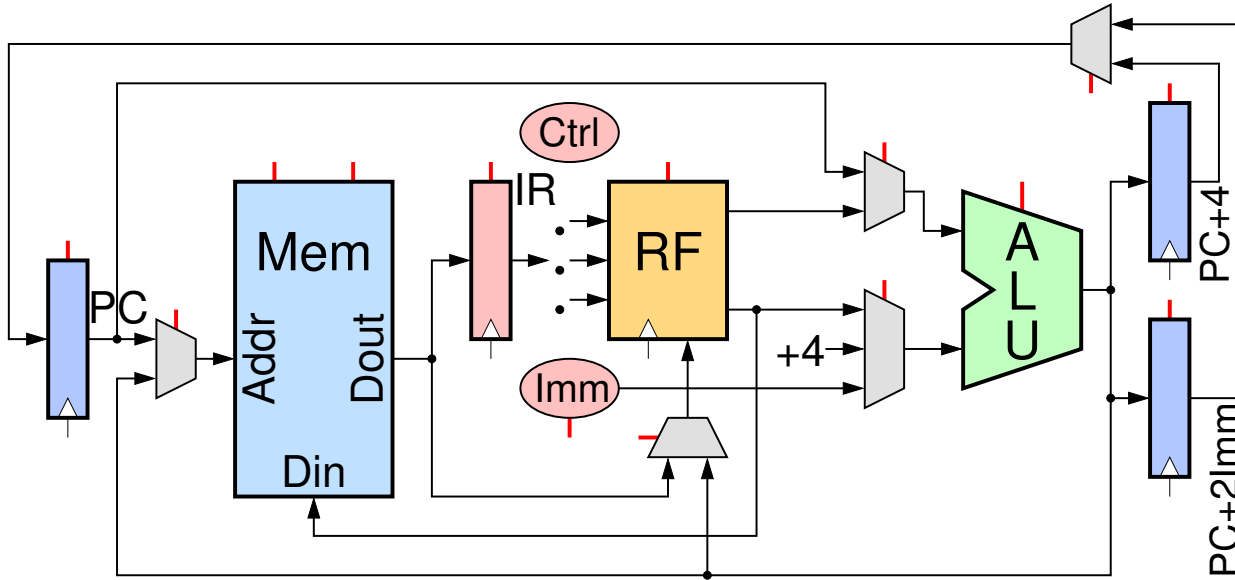 Ctrl
IR
PC
Mem
Addr
Dout
Din
RF
Imm
+4
A
L
U
PC+4
PC+2Imm